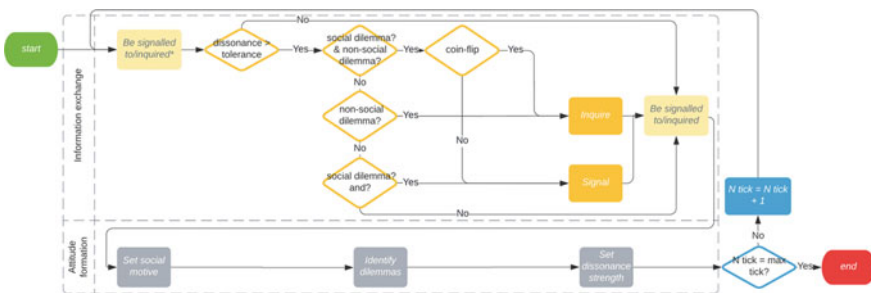 No
start
Be signalled
to/inquired*
dissonance >
tolerance
Yes
social dilemma?
& non-social
dilemma?
Yes
coin-flip
Yes
No
non-social
dilemma?
Yes
Inquire
Be signalled
to/inquired
Information exchange
No
No
social dilemma?
and?
Yes
Signal
No
N tick = N tick
+ 1
No
Attitude
formation
Set social
motive
Identify
dilemmas
Set
dissonance
strength
N tick = max
tick?
Yes
end